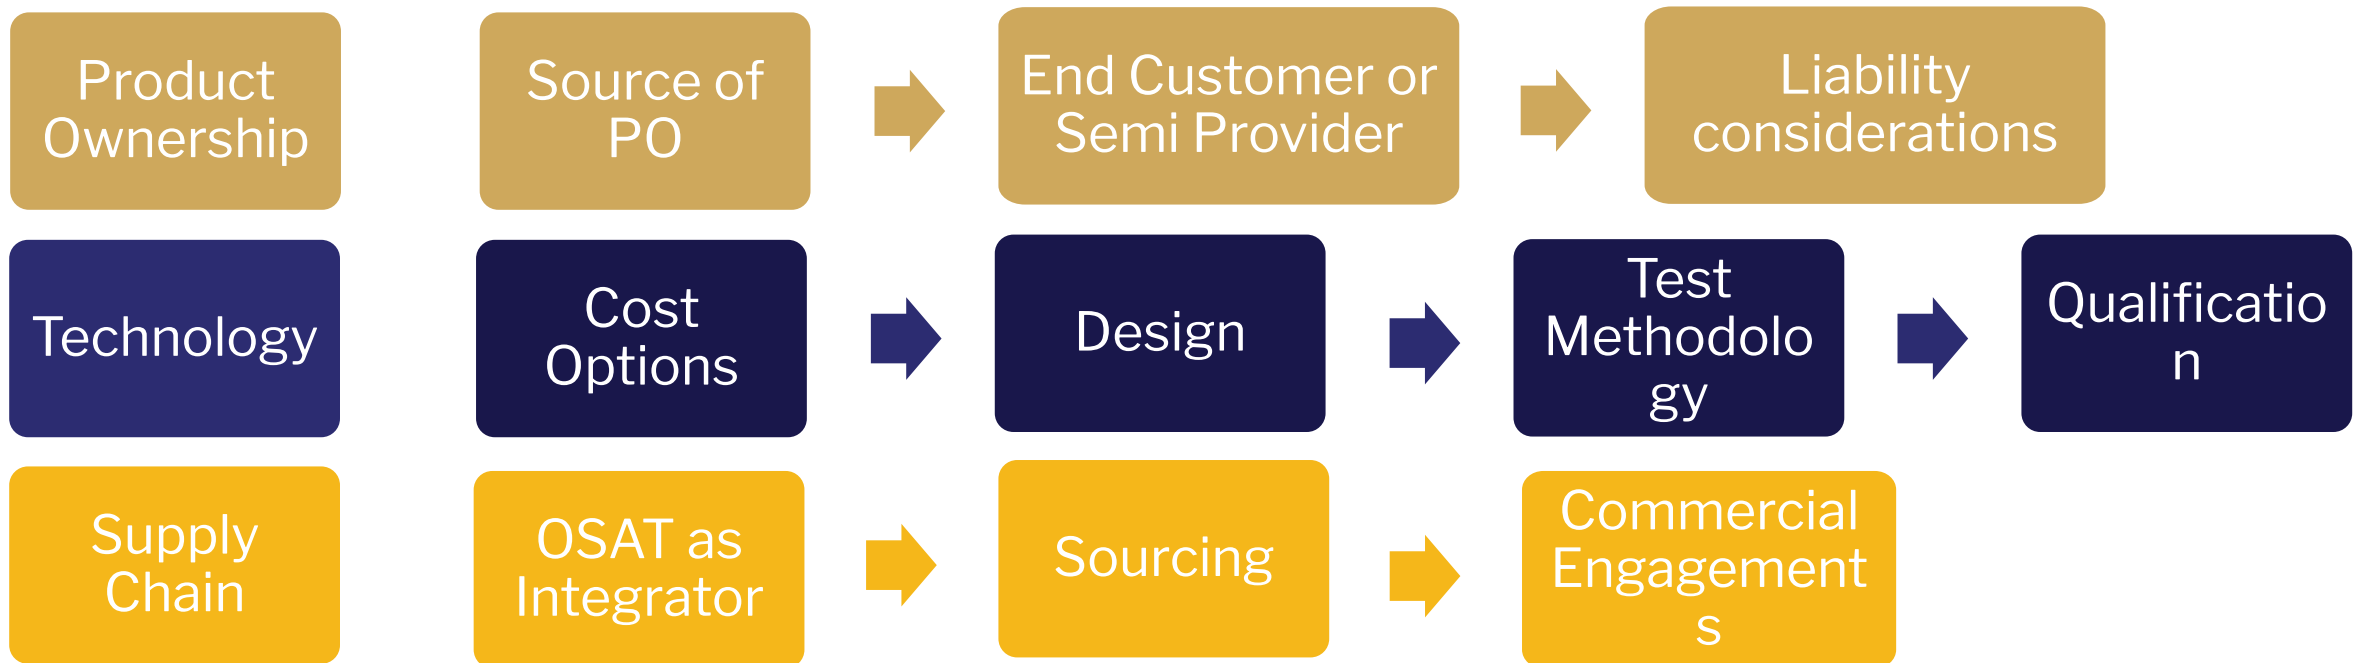 Product
Ownership
Source of
PO
End Customer or
Semi Provider
Liability
considerations
Technology
Cost
Options
Design
Test
Methodolo
gy
Qualificatio
n
Supply
Chain
OSAT as
Integrator
Sourcing
Commercial
Engagement
s